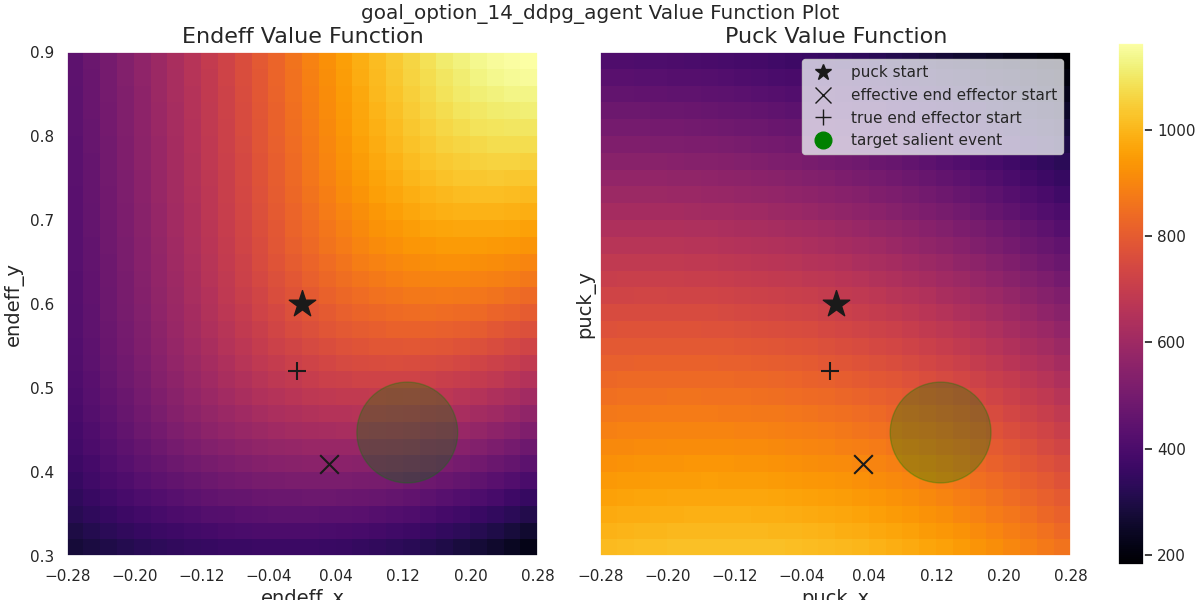 goal_option_14_ddpg_agent Value Function Plot
Endeff Value Function
Puck Value Function
0.9
0.8
0.7
0.6
0.5
0.4
0.3
endeff_y
−0.28 −0.20 −0.12 −0.04 0.04 0.12 0.20 0.28
endeff_x
puck_y
puck start
effective end effector start
true end effector start
target salient event
−0.28 −0.20 −0.12 −0.04 0.04 0.12 0.20 0.28
puck_x
1000
800
600
400
200